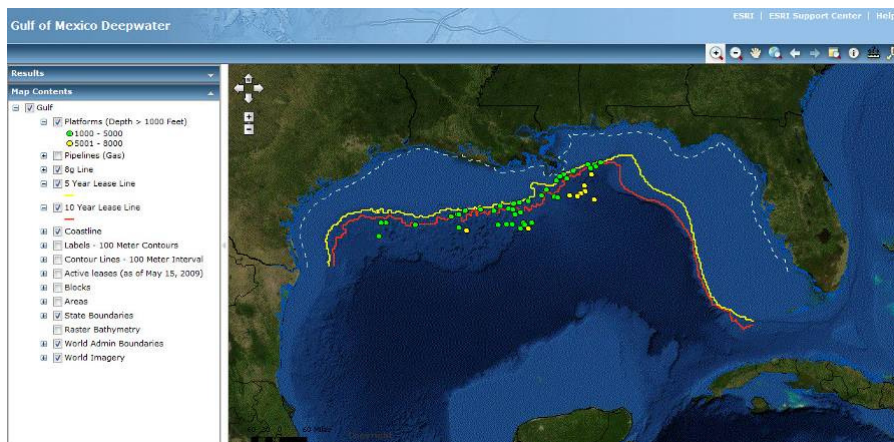 Gulf of Mexico Deepwater
ESRI | ESRI Support Center | Help
Results
Map Contents
Gulf
Platforms (Depth > 1000 Feet)
1000 - 5000
5001 - 8000
Pipelines (Gas)
8g Line
5 Year Lease Line
10 Year Lease Line
Coastline
Labels - 100 Meter Contours
Contour Lines - 100 Meter Interval
Active leases (as of May 15, 2009)
Blocks
Areas
State Boundaries
Raster Bathymetry
World Admin Boundaries
World Imagery
60 Miles